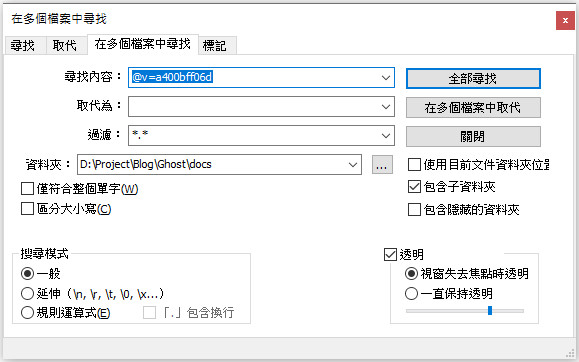 在多個檔案中尋找
尋找 取代 在多個檔案中尋找 標記
尋找內容： @v=a400bff06d 全部尋找
取代為： 在多個檔案中取代
過濾： *.* 關閉
資料夾： D:\Project\Blog\Ghost\docs ... 使用目前文件資料夾位置
僅符合整個單字(W) 包含子資料夾
區分大小寫(C) 包含隱藏的資料夾
搜尋模式 透明
一般 視窗失去焦點時透明
延伸（\n, \r, \t, \0, \x...） 一直保持透明
規則運算式(E) 「.」包含換行